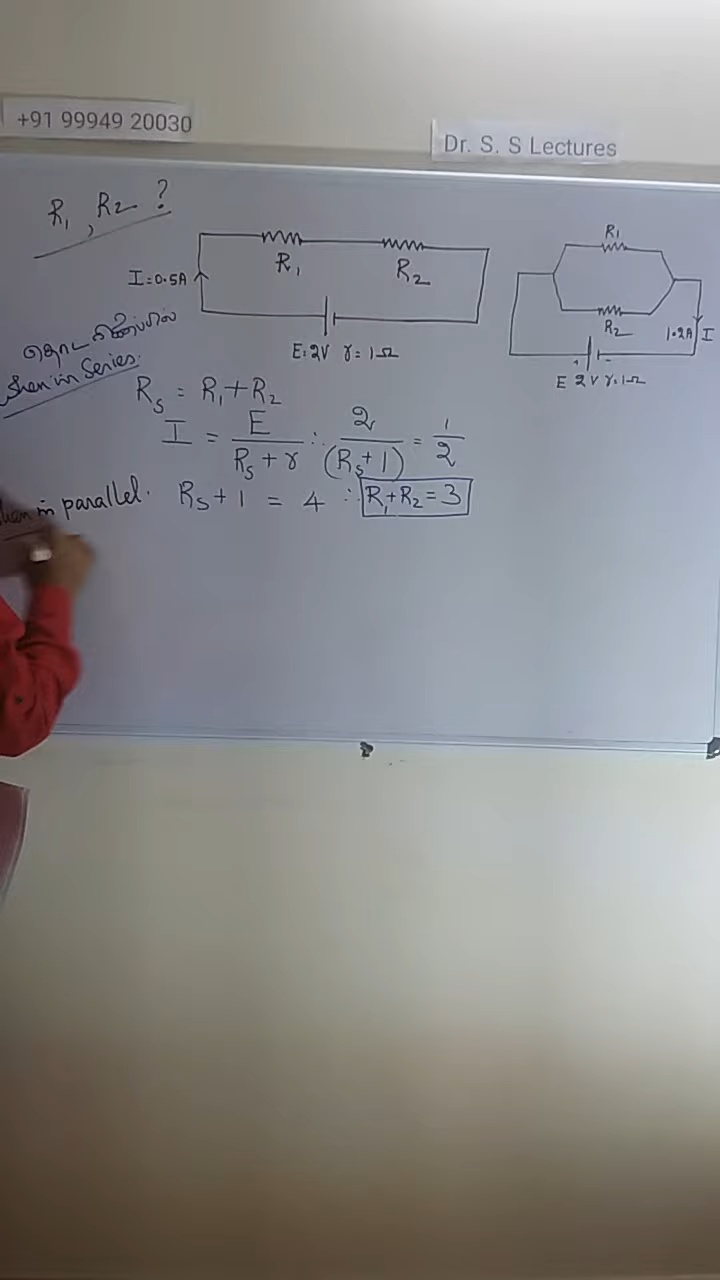 +91 99949 20030
Dr. S. S Lectures
R₁, R₂ ?
I=0.5A
R₁
R₂
E=2V r=1Ω
R₁
R₂
1.2A I
+ -
E 2V r=1Ω
in Series.
Rₛ = R₁+R₂
I = E/(Rₛ+r) ∴ 2/(Rₛ+1) = 1/2
in parallel. Rₛ+1 = 4 ∴ R₁+R₂=3